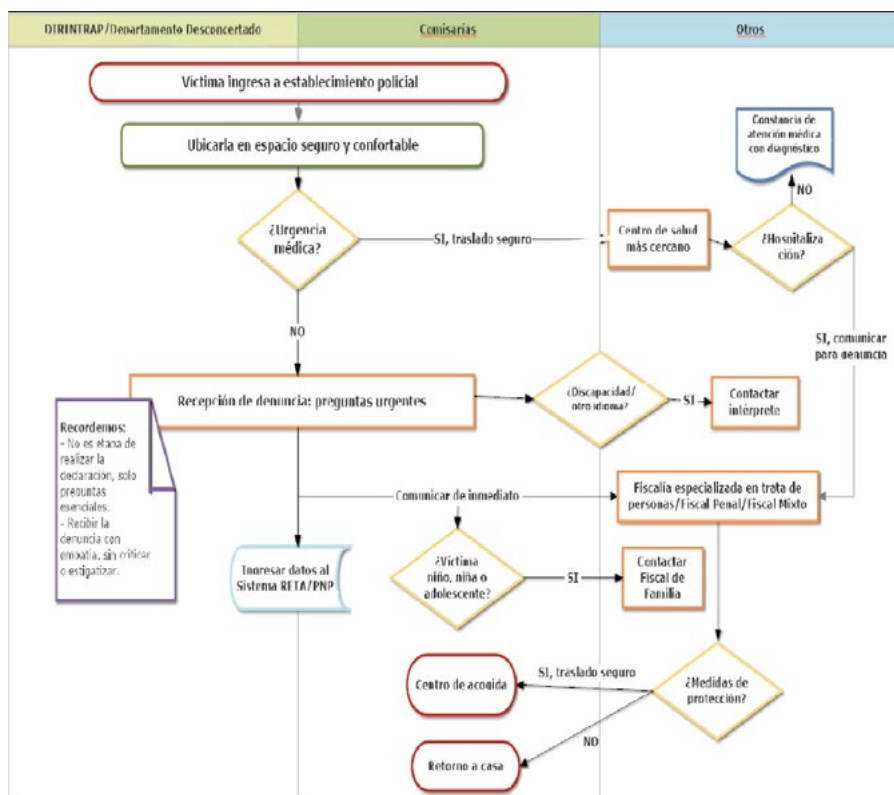 DIRINTRAP/Departamento Desconcertado
Comisarías
Otros
Víctima ingresa a establecimiento policial
Ubicarla en espacio seguro y confortable
Constancia de
atención médica
con diagnóstico
NO
¿Urgencia
médica?
SI, traslado seguro
Centro de salud
más cercano
¿Hospitaliza
ción?
NO
SI, comunicar
para denuncia
Recepción de denuncia: preguntas urgentes
¿Discapacidad/
otro idioma?
SI
Contactar
intérprete
Recordemos:
- No es etapa de
realizar la
declaración, solo
preguntas
esenciales.
- Recibir la
denuncia con
empatía, sin criticar
o estigatizar.
Comunicar de inmediato
Fiscalía especializada en trata de
personas/Fiscal Penal/Fiscal Mixto
Ingresar datos al
Sistema RETA/PNP
¿Víctima
niño, niña o
adolescente?
SI
Contactar
Fiscal de
Familia
Centro de acogida
SI, traslado seguro
¿Medidas de
protección?
NO
Retorno a casa